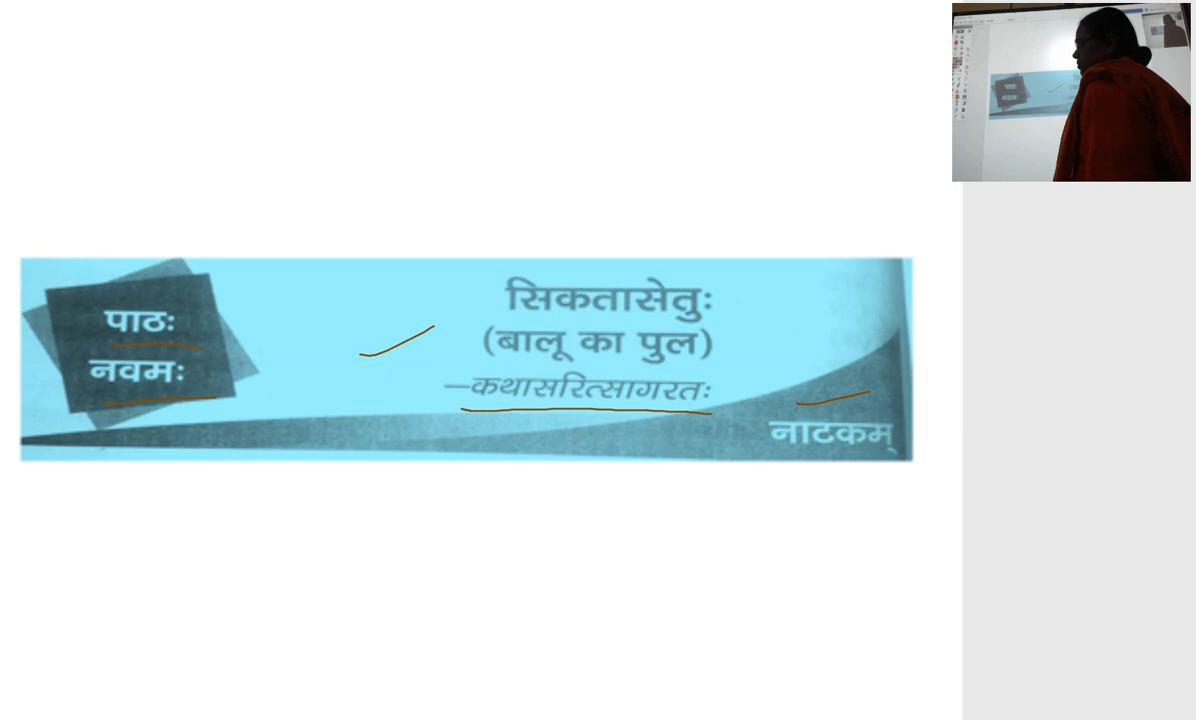 पाठः
नवमः
सिकतासेतुः
(बालू का पुल)
—कथासरित्सागरतः
नाटकम्